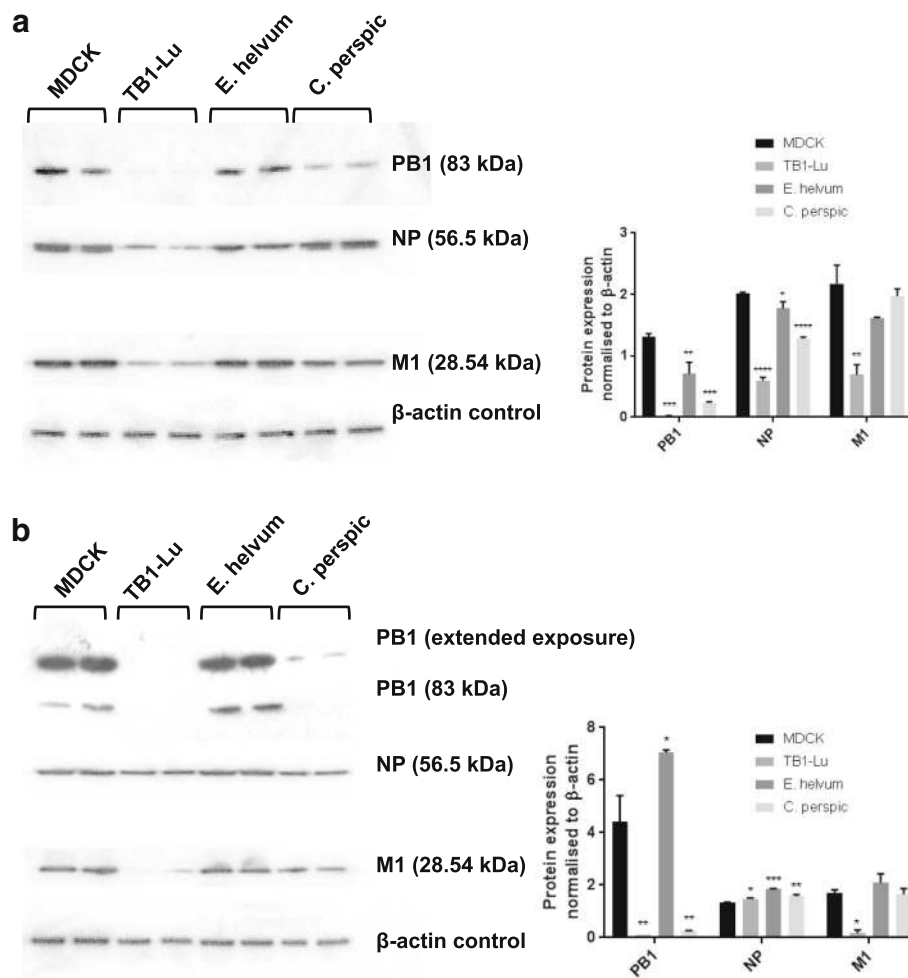 a
MDCK
TB1-Lu
E. helvum
C. perspic
PB1 (83 kDa)
NP (56.5 kDa)
M1 (28.54 kDa)
β-actin control
MDCK
TB1-Lu
E. helvum
C. perspic
Protein expression
normalised to β-actin
3
2
1
0
***
**
***
****
*
****
**
PB1
NP
M1
b
MDCK
TB1-Lu
E. helvum
C. perspic
PB1 (extended exposure)
PB1 (83 kDa)
NP (56.5 kDa)
M1 (28.54 kDa)
β-actin control
MDCK
TB1-Lu
E. helvum
C. perspic
Protein expression
normalised to β-actin
8
6
4
2
0
**
*
**
*
***
**
*
PB1
NP
M1